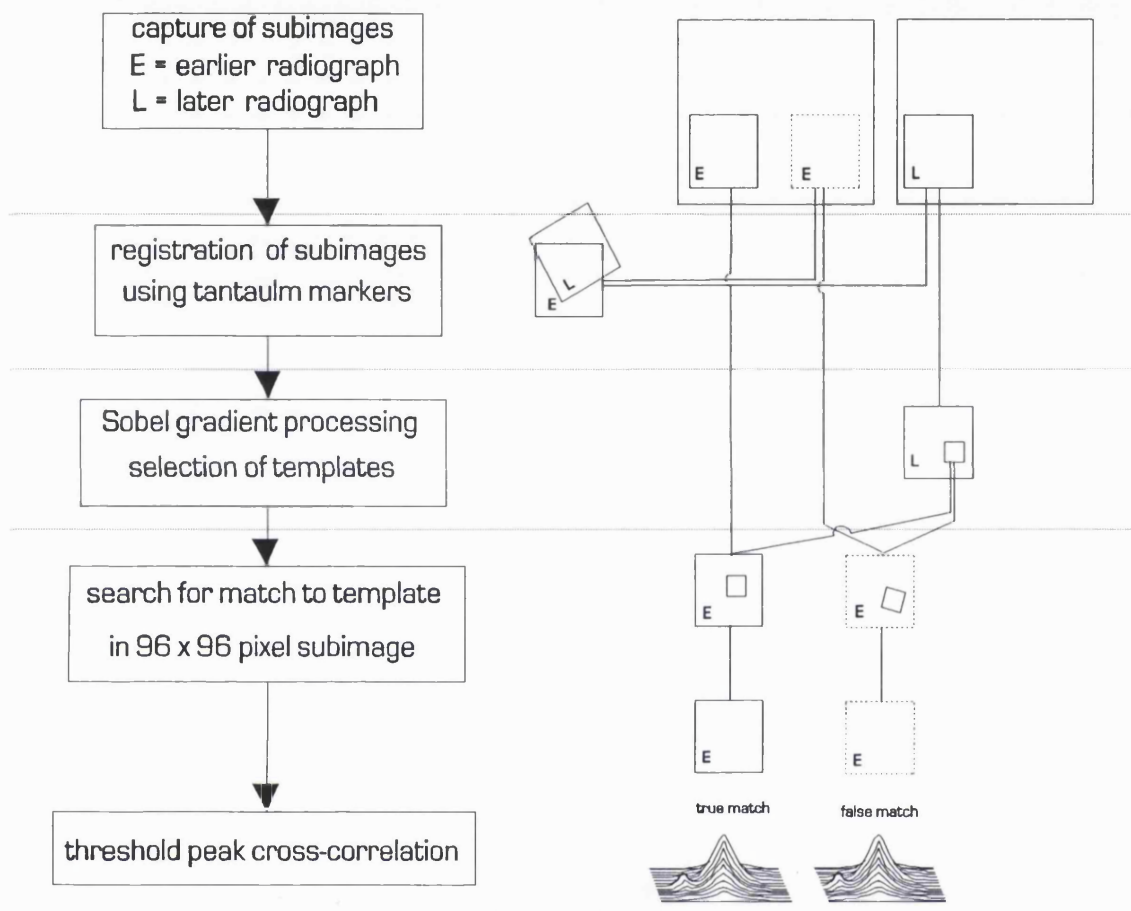 capture of subimages
E = earlier radiograph
L = later radiograph
E
E
L
registration of subimages
using tantaulm markers
L
E
Sobel gradient processing
selection of templates
L
search for match to template
in 96 x 96 pixel subimage
E
E
E
E
true match
false match
threshold peak cross-correlation